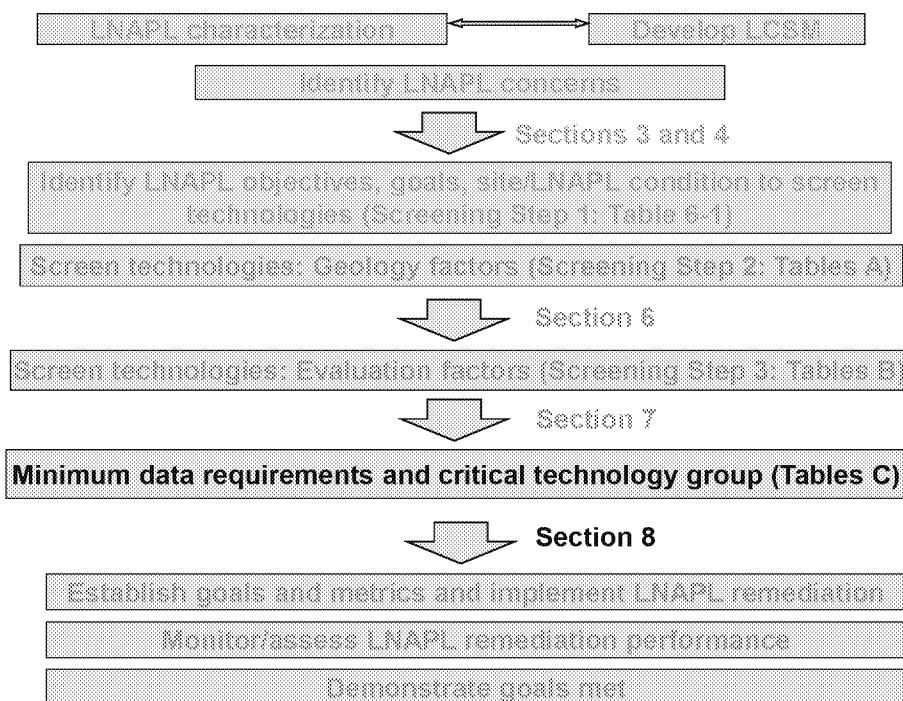 LNAPL characterization
Develop LCSM
Identify LNAPL concerns
Sections 3 and 4
Identify LNAPL objectives, goals, site/LNAPL condition to screen
technologies (Screening Step 1: Table 6-1)
Screen technologies: Geology factors (Screening Step 2: Tables A)
Section 6
Screen technologies: Evaluation factors (Screening Step 3: Tables B)
Section 7
Minimum data requirements and critical technology group (Tables C)
Section 8
Establish goals and metrics and implement LNAPL remediation
Monitor/assess LNAPL remediation performance
Demonstrate goals met